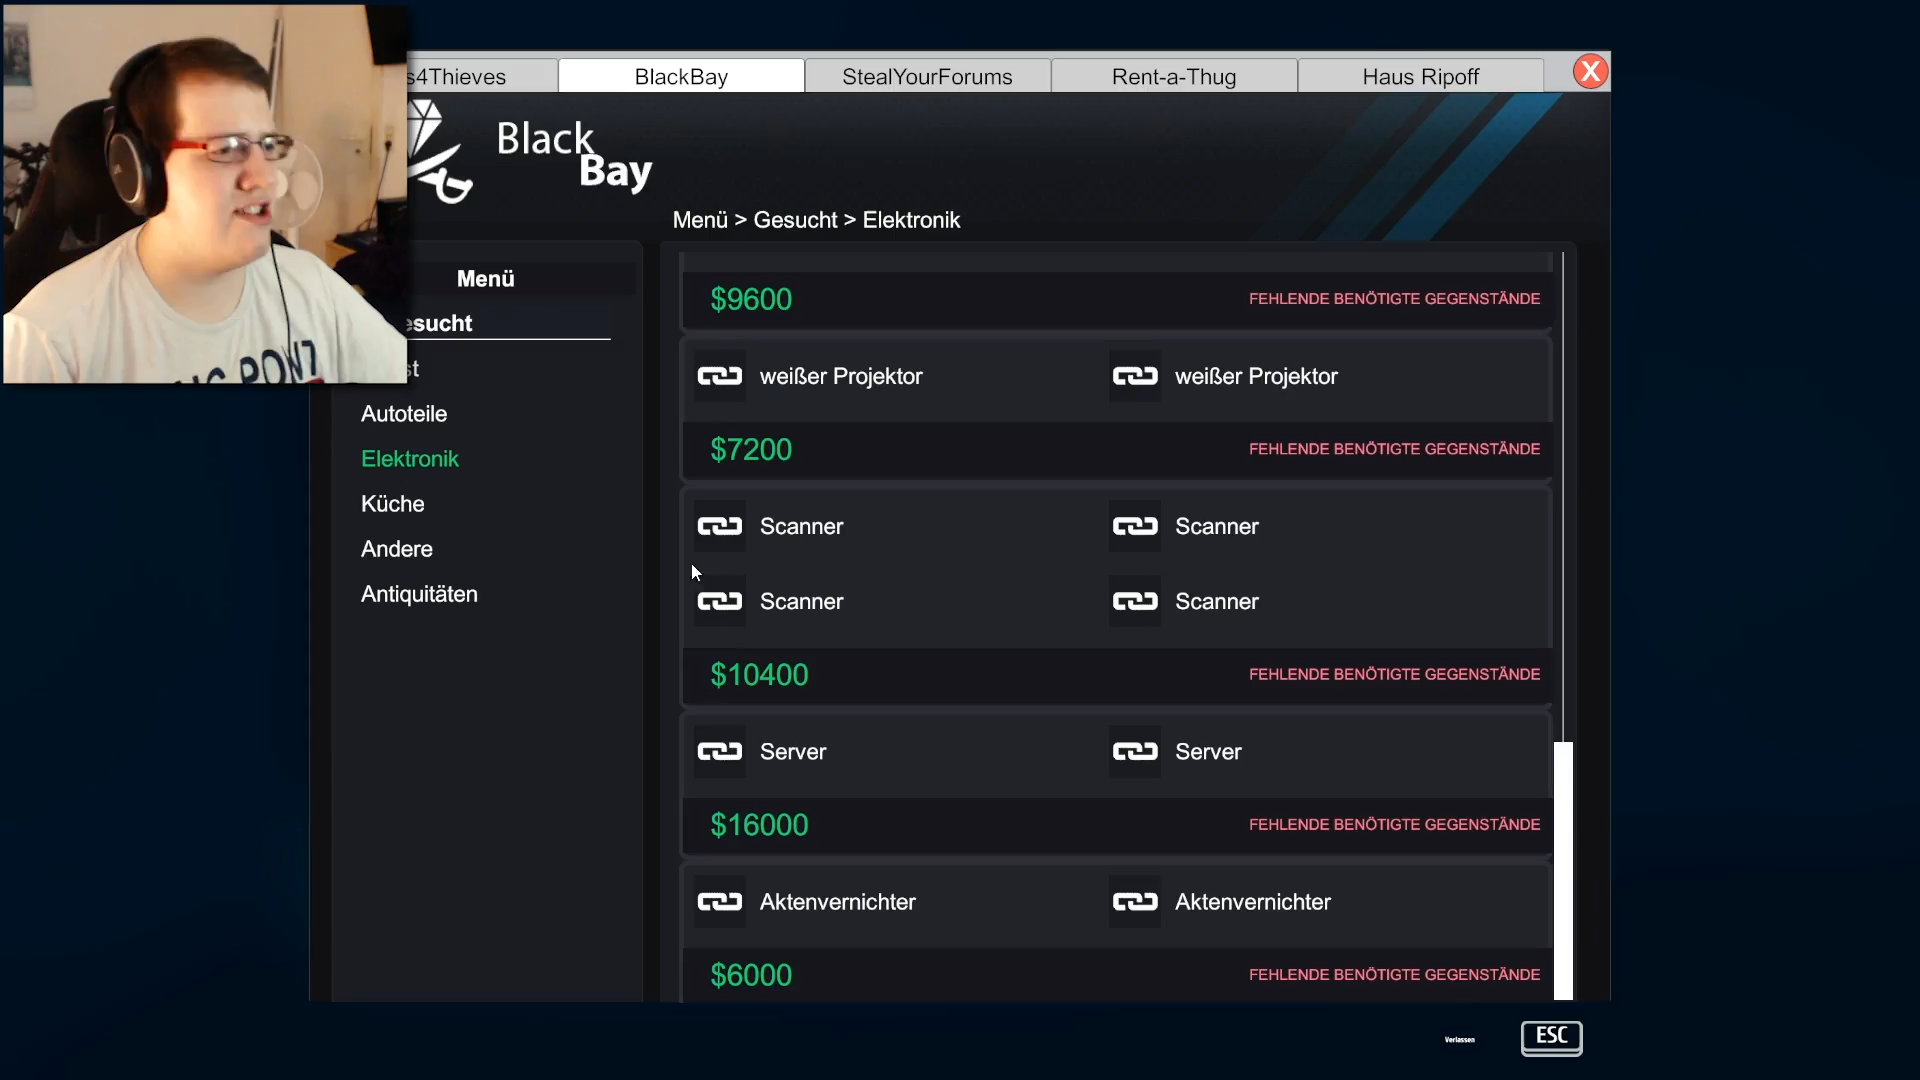 s4Thieves
BlackBay
StealYourForums
Rent-a-Thug
Haus Ripoff
X
Black
Bay
Menü > Gesucht > Elektronik
Menü
esucht
st
Autoteile
Elektronik
Küche
Andere
Antiquitäten
$9600 FEHLENDE BENÖTIGTE GEGENSTÄNDE
weißer Projektor weißer Projektor
$7200 FEHLENDE BENÖTIGTE GEGENSTÄNDE
Scanner Scanner
Scanner Scanner
$10400 FEHLENDE BENÖTIGTE GEGENSTÄNDE
Server Server
$16000 FEHLENDE BENÖTIGTE GEGENSTÄNDE
Aktenvernichter Aktenvernichter
$6000 FEHLENDE BENÖTIGTE GEGENSTÄNDE
Verlassen ESC